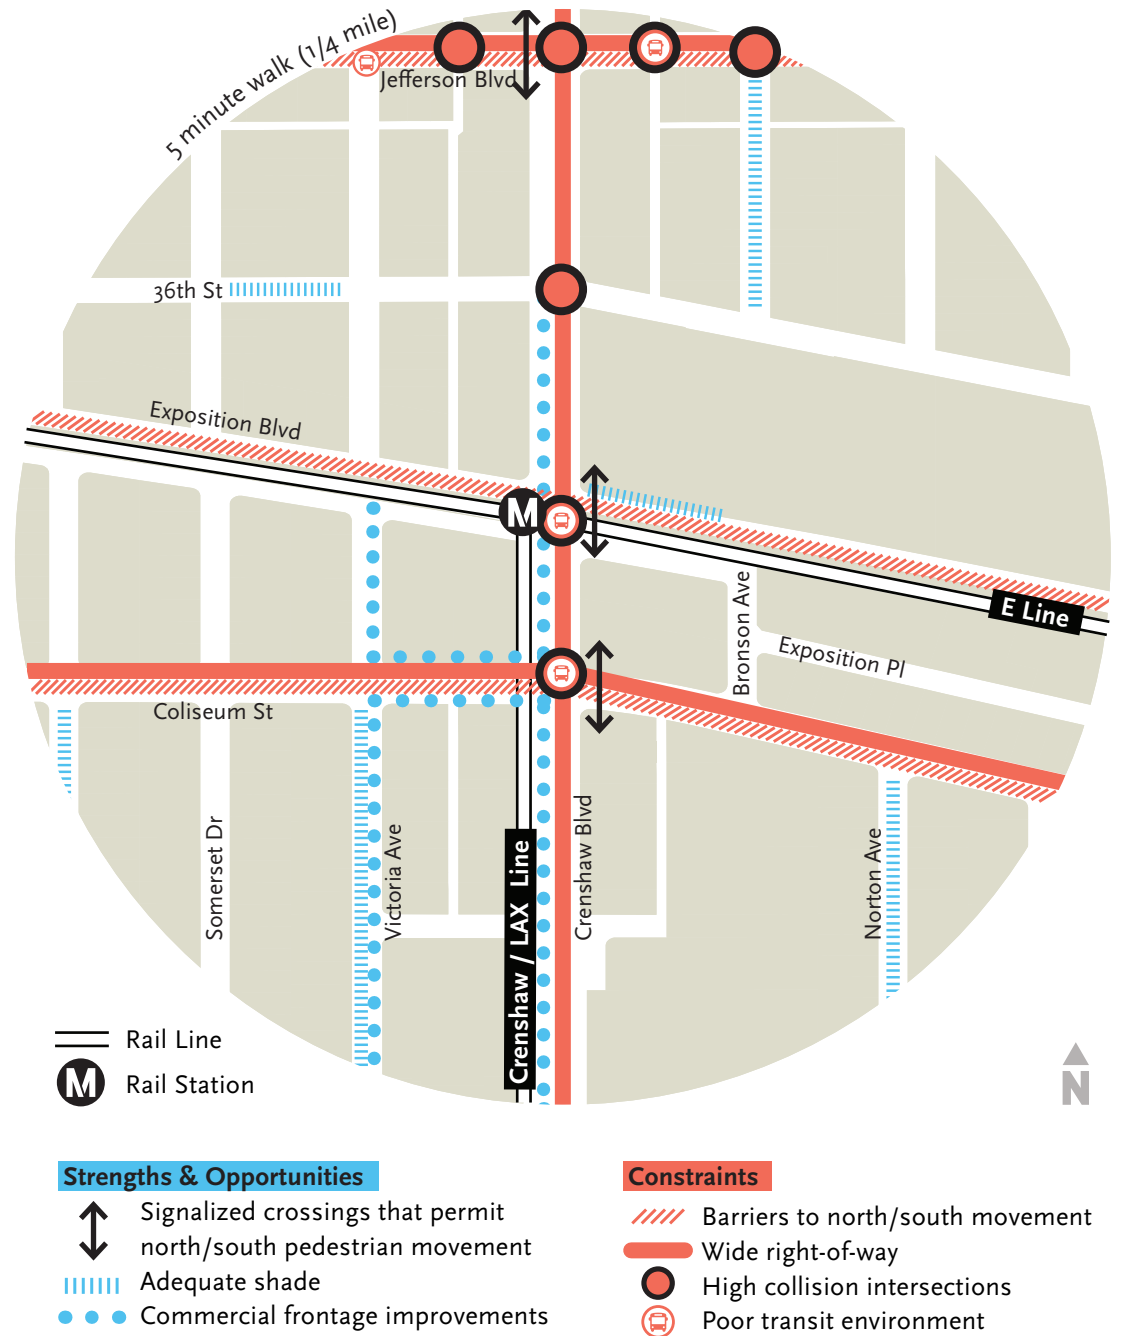 5 minute walk (1/4 mile)
Jefferson Blvd
36th St
Exposition Blvd
M
E Line
Bronson Ave
Exposition Pl
Coliseum St
Somerset Dr
Victoria Ave
Crenshaw / LAX Line
Crenshaw Blvd
Norton Ave
Rail Line
M
Rail Station
N
Strengths & Opportunities
Signalized crossings that permit
north/south pedestrian movement
Adequate shade
Commercial frontage improvements
Constraints
Barriers to north/south movement
Wide right-of-way
High collision intersections
Poor transit environment